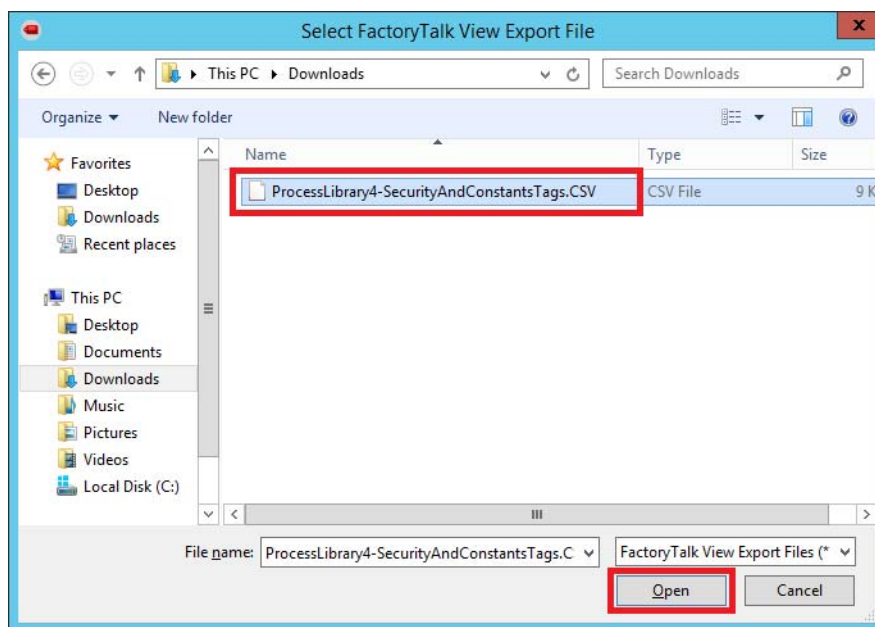 Select FactoryTalk View Export File
x
This PC Downloads
Search Downloads
Organize
New folder
Name
Type
Size
Favorites
Desktop
Downloads
Recent places
This PC
Desktop
Documents
Downloads
Music
Pictures
Videos
Local Disk (C:)
ProcessLibrary4-SecurityAndConstantsTags.CSV
CSV File
9 K
File name:
ProcessLibrary4-SecurityAndConstantsTags.C
FactoryTalk View Export Files (*
Open
Cancel